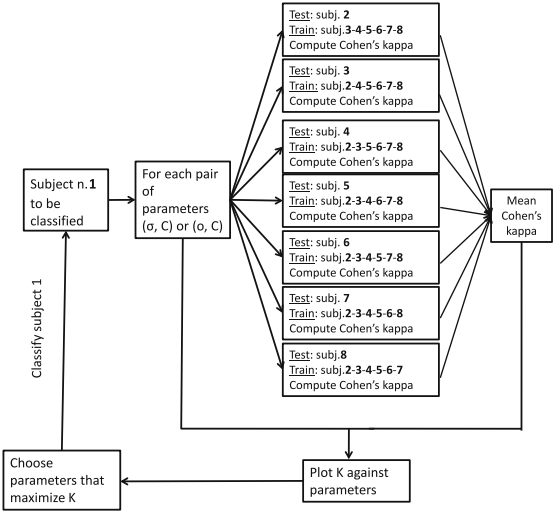 Test: subj. 2
Train: subj.3-4-5-6-7-8
Compute Cohen's kappa
Test: subj. 3
Train: subj.2-4-5-6-7-8
Compute Cohen's kappa
Test: subj. 4
Train: subj.2-3-5-6-7-8
Compute Cohen's kappa
Subject n.1
to be
classified
For each pair
of
parameters
(σ, C) or (o, C)
Test: subj. 5
Train: subj.2-3-4-6-7-8
Compute Cohen's kappa
Mean
Cohen's
kappa
Test: subj. 6
Train: subj.2-3-4-5-7-8
Compute Cohen's kappa
Test: subj. 7
Train: subj.2-3-4-5-6-8
Compute Cohen's kappa
Test: subj.8
Train: subj.2-3-4-5-6-7
Compute Cohen's kappa
Classify subject 1
Choose
parameters that
maximize K
Plot K against
parameters